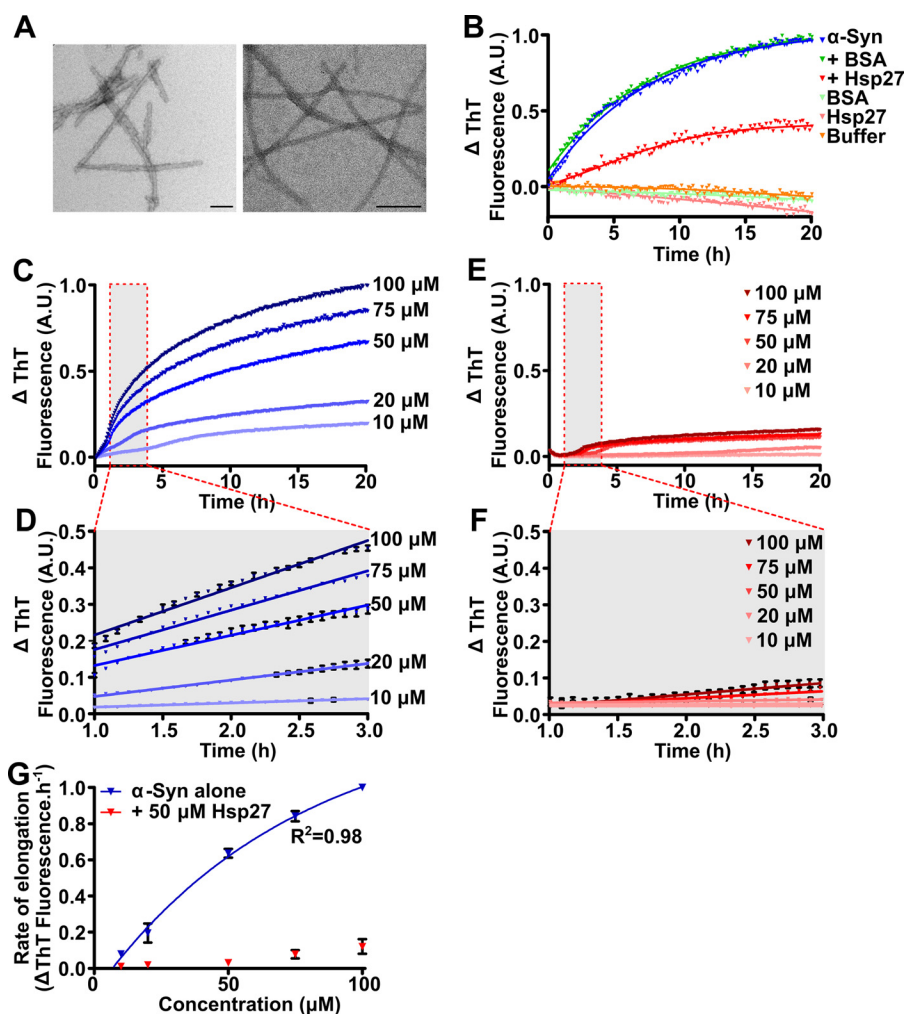 A
B
Δ ThT
Fluorescence (A.U.)
1.0
0.5
0.0
0 5 10 15 20
Time (h)
α-Syn
+ BSA
+ Hsp27
BSA
Hsp27
Buffer
C
Δ ThT
Fluorescence (A.U.)
1.0
0.5
0.0
0 5 10 15 20
Time (h)
100 μM
75 μM
50 μM
20 μM
10 μM
E
Δ ThT
Fluorescence (A.U.)
1.0
0.5
0.0
0 5 10 15 20
Time (h)
100 μM
75 μM
50 μM
20 μM
10 μM
D
Δ ThT
Fluorescence (A.U.)
0.5
0.4
0.3
0.2
0.1
0.0
1.0 1.5 2.0 2.5 3.0
Time (h)
100 μM
75 μM
50 μM
20 μM
10 μM
F
Δ ThT
Fluorescence (A.U.)
0.5
0.4
0.3
0.2
0.1
0.0
1.0 1.5 2.0 2.5 3.0
Time (h)
100 μM
75 μM
50 μM
20 μM
10 μM
G
Rate of elongation
(ΔThT Fluorescence.h⁻¹)
1.0
0.8
0.6
0.4
0.2
0.0
0 50 100
Concentration (μM)
α-Syn alone
+ 50 μM Hsp27
R²=0.98